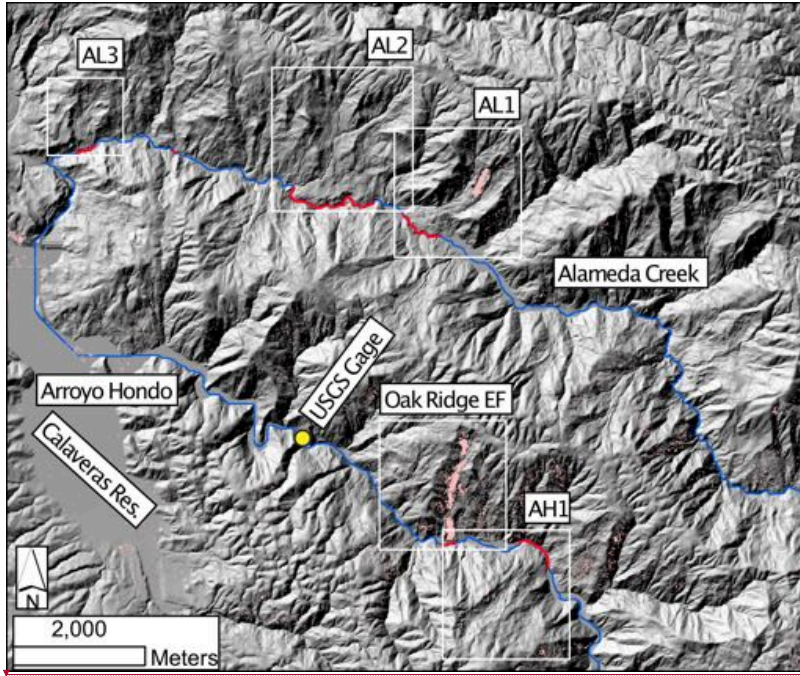 AL3
AL2
AL1
Alameda Creek
USGS Gage
Arroyo Hondo
Oak Ridge EF
Calaveras Res.
AH1
N
2,000
Meters